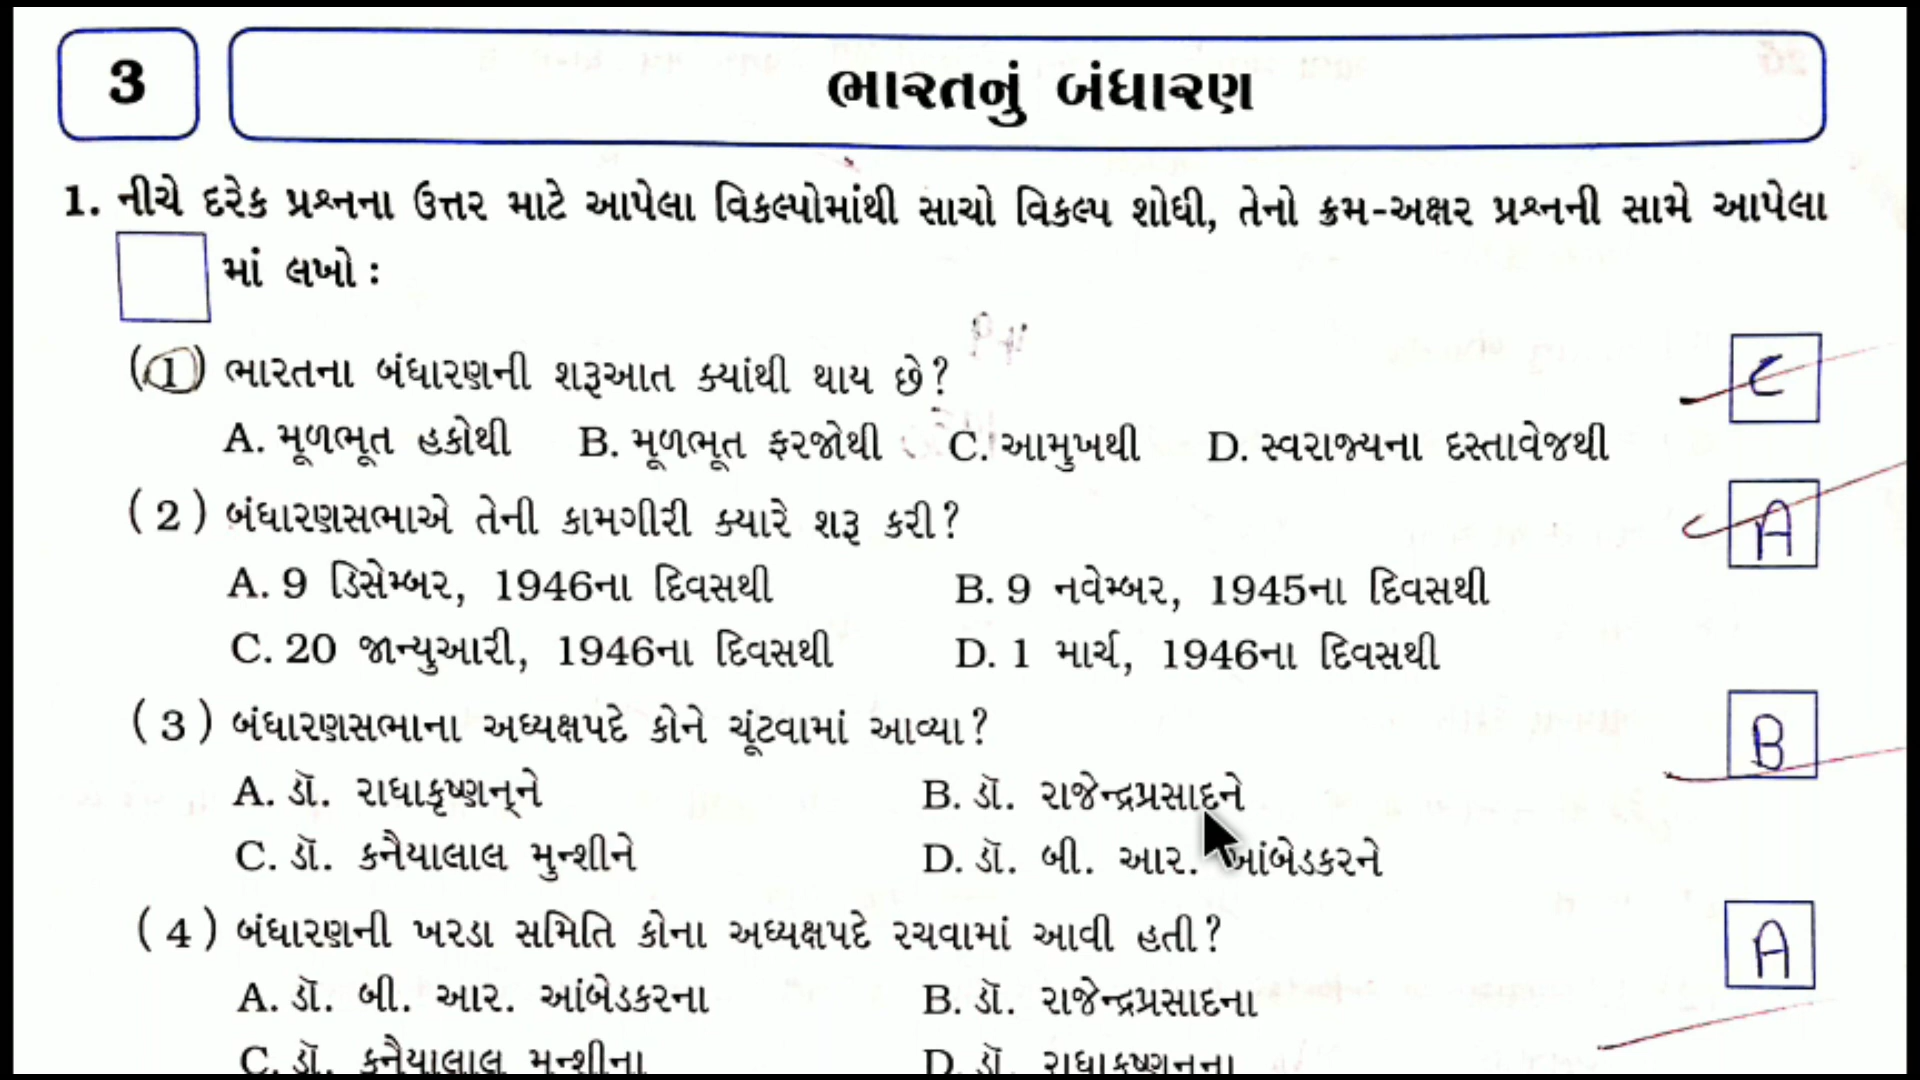 3
ભારતનું બંધારણ
1. નીચે દરેક પ્રશ્નના ઉત્તર માટે આપેલા વિકલ્પોમાંથી સાચો વિકલ્પ શોધી, તેનો ક્રમ-અક્ષર પ્રશ્નની સામે આપેલા
માં લખો :
(1) ભારતના બંધારણની શરૂઆત ક્યાંથી થાય છે? C
A. મૂળભૂત હકોથી B. મૂળભૂત ફરજોથી C. આમુખથી D. સ્વરાજ્યના દસ્તાવેજથી
(2) બંધારણસભાએ તેની કામગીરી ક્યારે શરૂ કરી? A
A. 9 ડિસેમ્બર, 1946ના દિવસથી B. 9 નવેમ્બર, 1945ના દિવસથી
C. 20 જાન્યુઆરી, 1946ના દિવસથી D. 1 માર્ચ, 1946ના દિવસથી
(3) બંધારણસભાના અધ્યક્ષપદે કોને ચૂંટવામાં આવ્યા? B
A. ડૉ. રાધાકૃષ્ણનૂને B. ડૉ. રાજેન્દ્રપ્રસાદને
C. ડૉ. કનૈયાલાલ મુન્શીને D. ડૉ. બી. આર. આંબેડકરને
(4) બંધારણની ખરડા સમિતિ કોના અધ્યક્ષપદે રચવામાં આવી હતી? A
A. ડૉ. બી. આર. આંબેડકરના B. ડૉ. રાજેન્દ્રપ્રસાદના
C. ડૉ. કનૈયાલાલ મુન્શીના D. ડૉ. રાધાકૃષ્ણનના